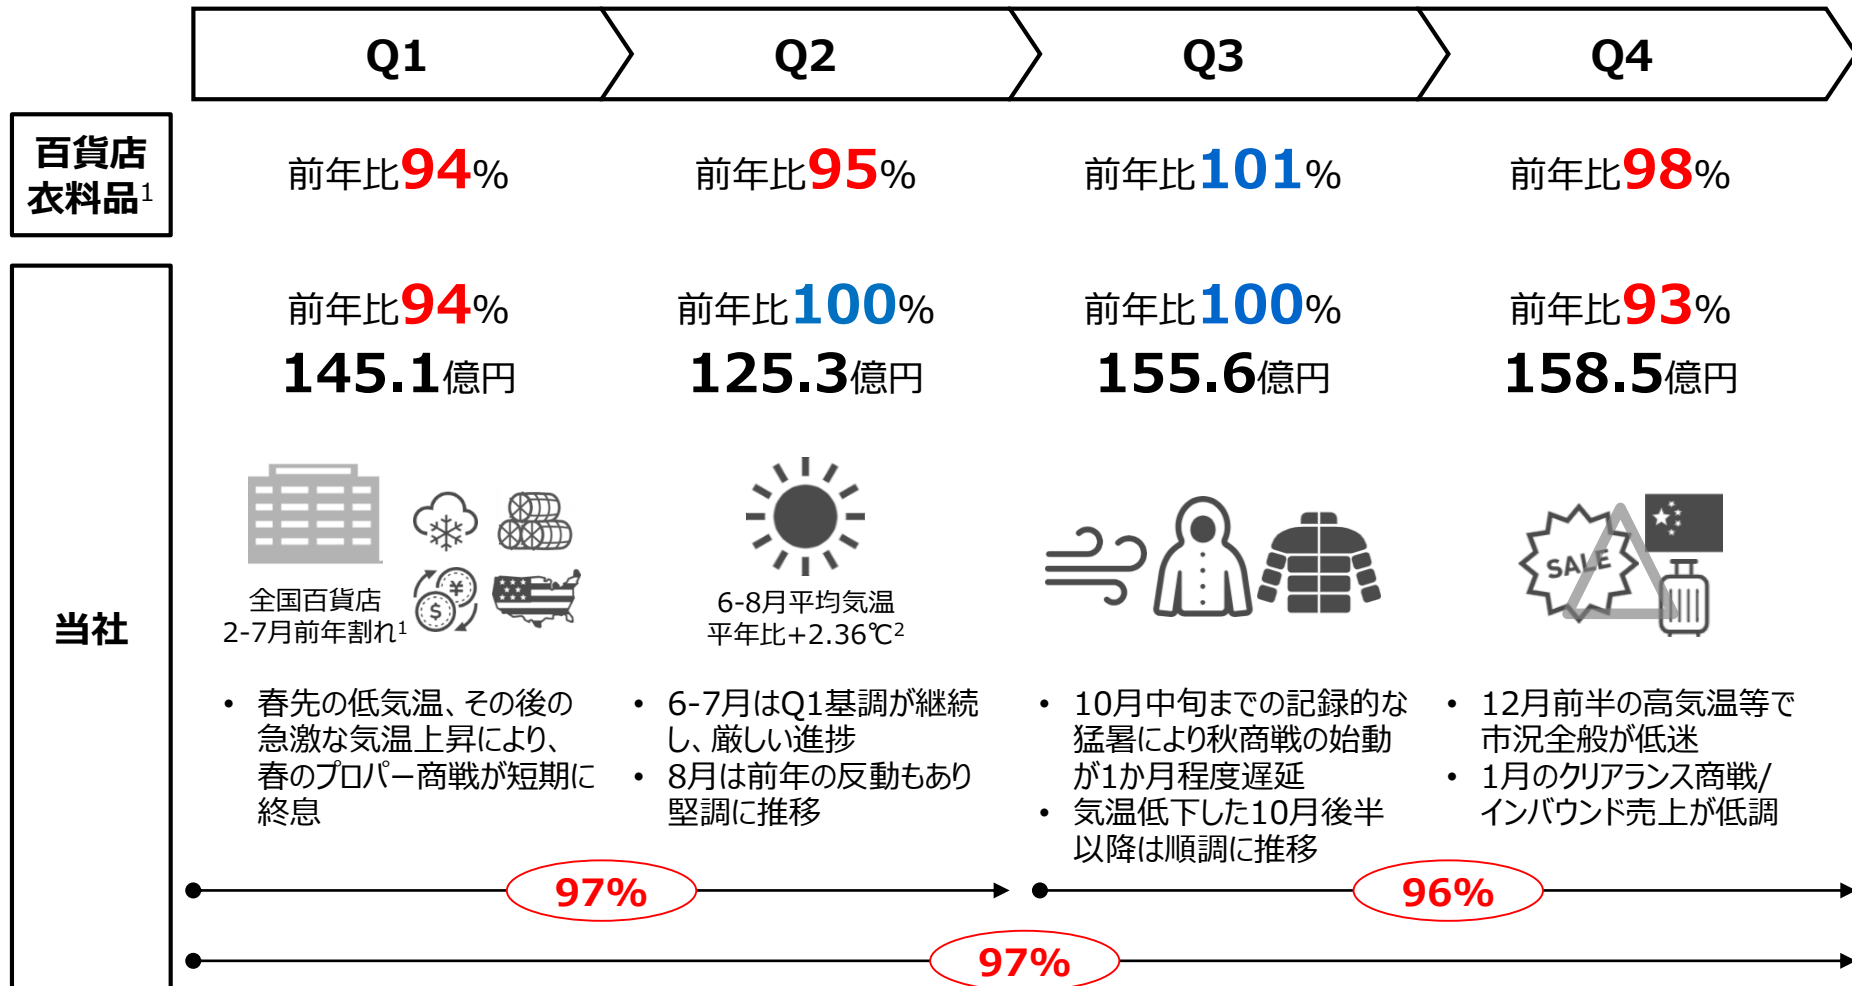 Q1
Q2
Q3
Q4
百貨店
衣料品1
前年比94%
前年比95%
前年比101%
前年比98%
当社
前年比94%
145.1億円
前年比100%
125.3億円
前年比100%
155.6億円
前年比93%
158.5億円
全国百貨店
2-7月前年割れ1
¥
$
6-8月平均気温
平年比+2.36℃2
SALE
• 春先の低気温、その後の
急激な気温上昇により、
春のプロパー商戦が短期に
終息
• 6-7月はQ1基調が継続
し、厳しい進捗
• 8月は前年の反動もあり
堅調に推移
• 10月中旬までの記録的な
猛暑により秋商戦の始動
が1か月程度遅延
• 気温低下した10月後半
以降は順調に推移
• 12月前半の高気温等で
市況全般が低迷
• 1月のクリアランス商戦/
インバウンド売上が低調
97%
96%
97%